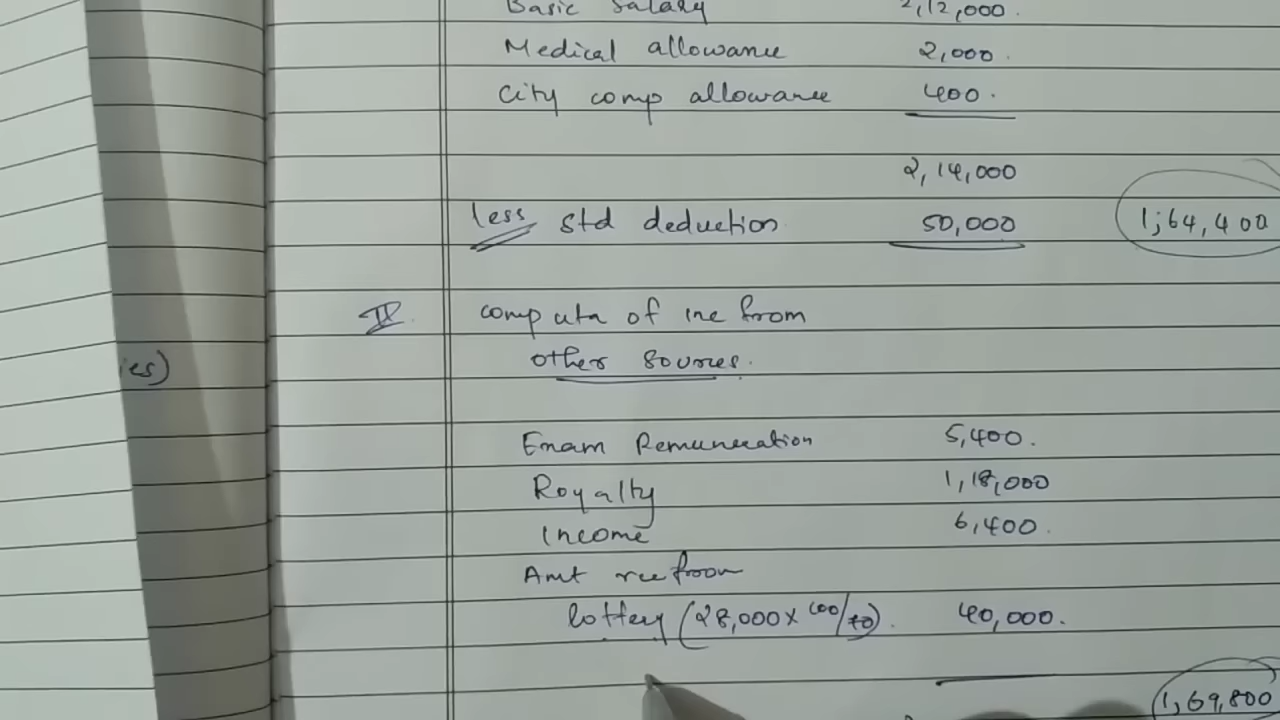 Basic Salary 2,12,000.
Medical allowance 2,000.
City comp allowance 400.
2,14,000
less std deduction 50,000 1,64,400
II. computn of inc from
other sources.
ies)
Exam Remuneration 5,400.
Royalty 1,18,000
Income 6,400.
Amt rec from
lottery (28,000 x 100/70). 40,000.
1,69,800